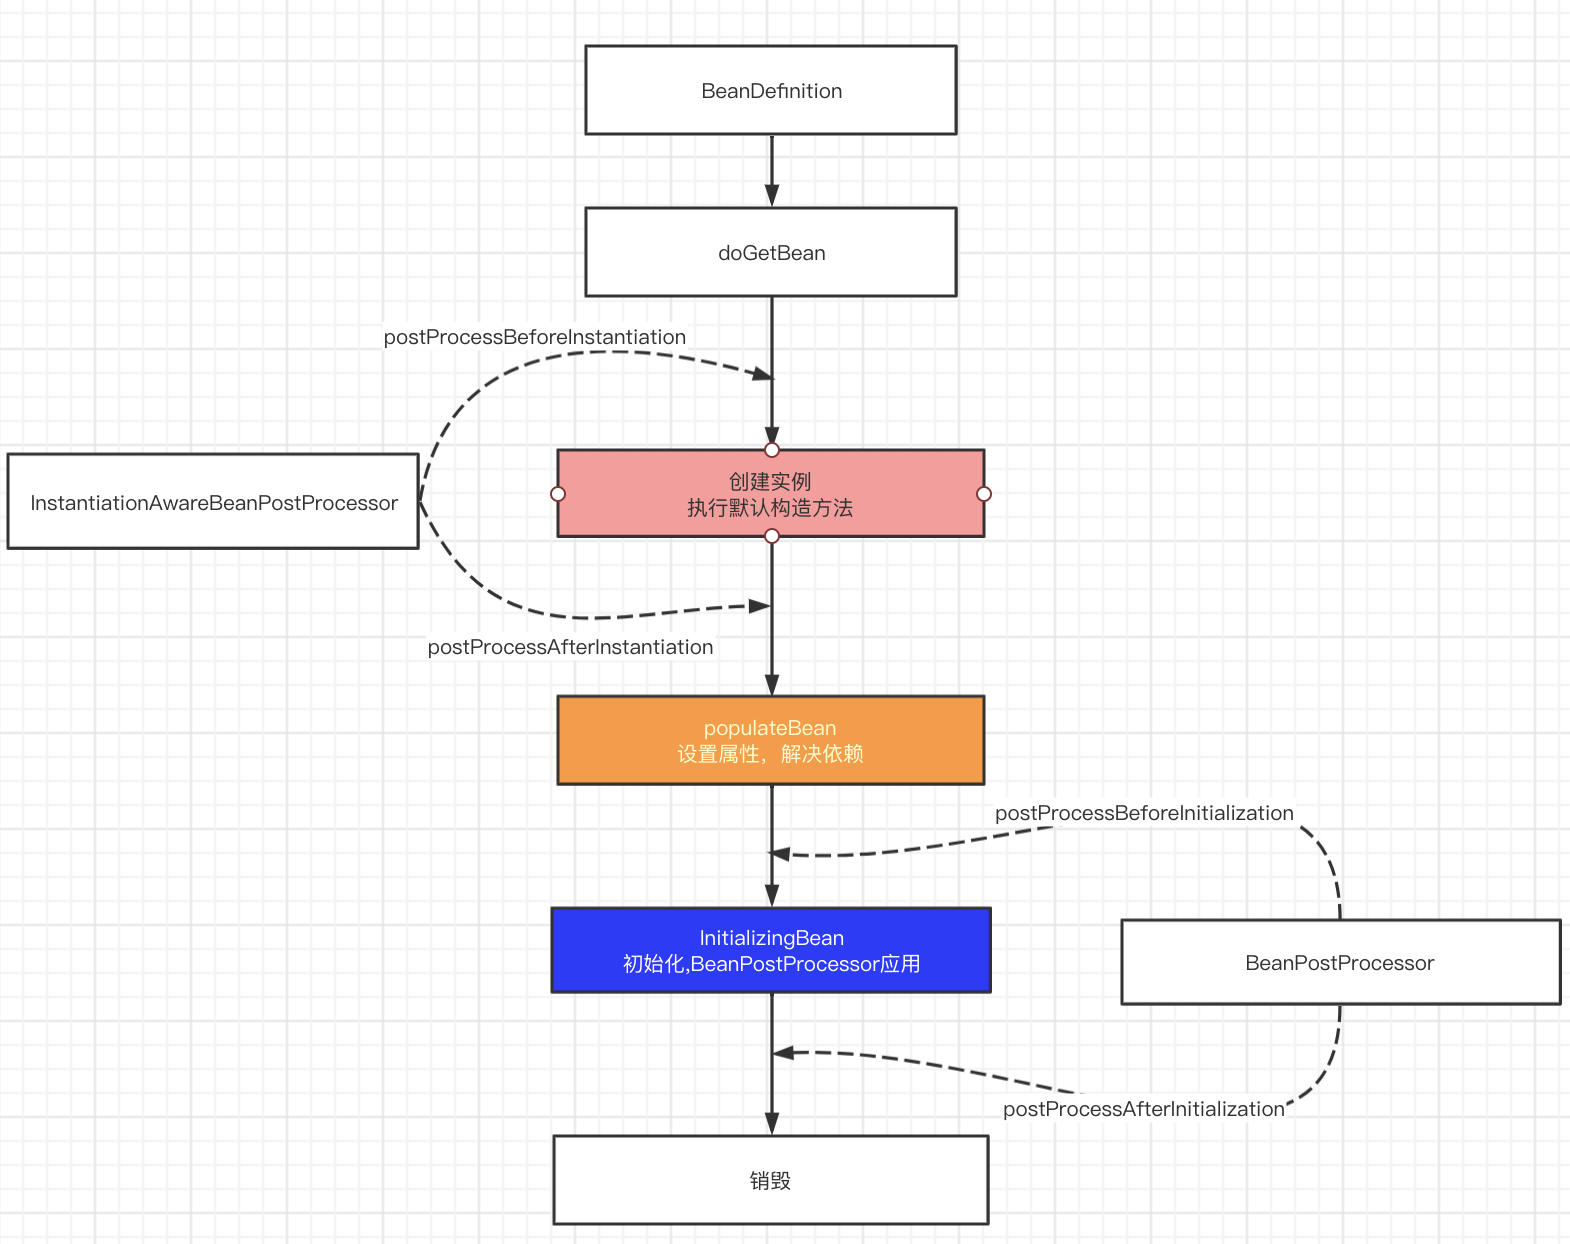 BeanDefinition
doGetBean
postProcessBeforeInstantiation
InstantiationAwareBeanPostProcessor
创建实例
执行默认构造方法
postProcessAfterInstantiation
populateBean
设置属性，解决依赖
postProcessBeforeInitialization
InitializingBean
初始化,BeanPostProcessor应用
BeanPostProcessor
postProcessAfterInitialization
销毁